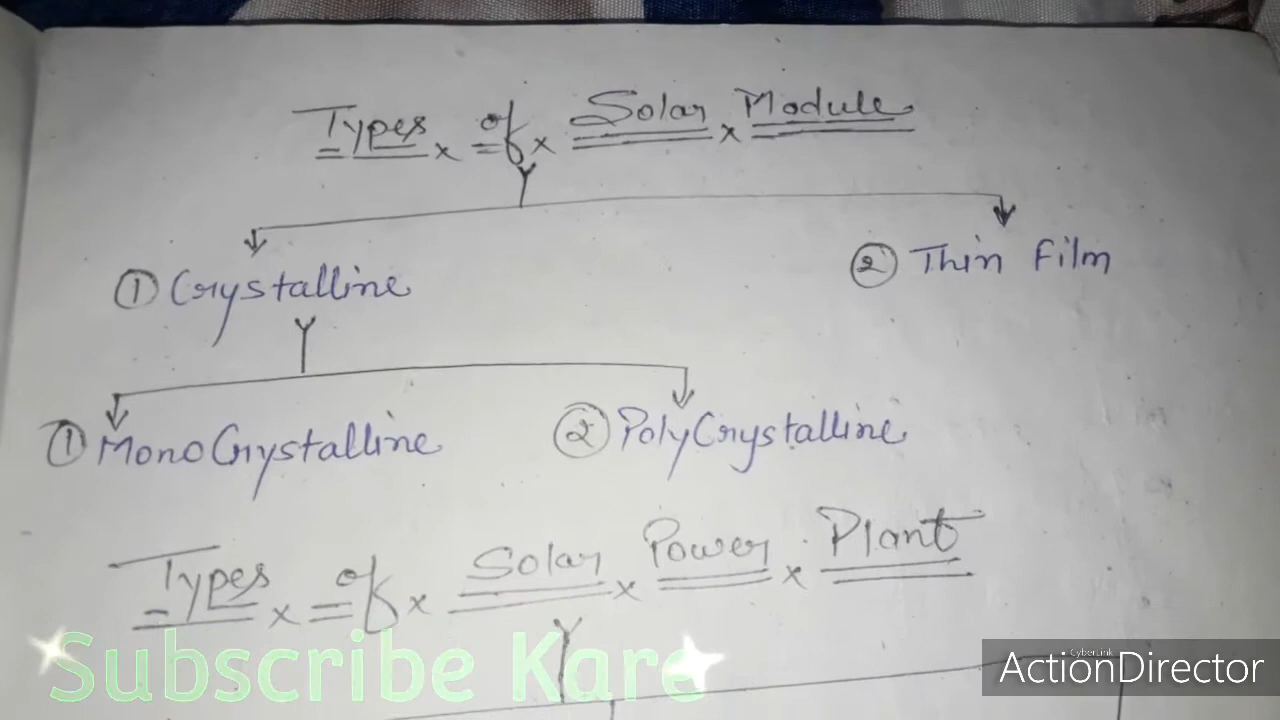 Types of Solar Module
① Crystalline
② Thin Film
① MonoCrystalline
② PolyCrystalline
Types of Solar Power Plant
Subscribe Kare
CyberLink
ActionDirector